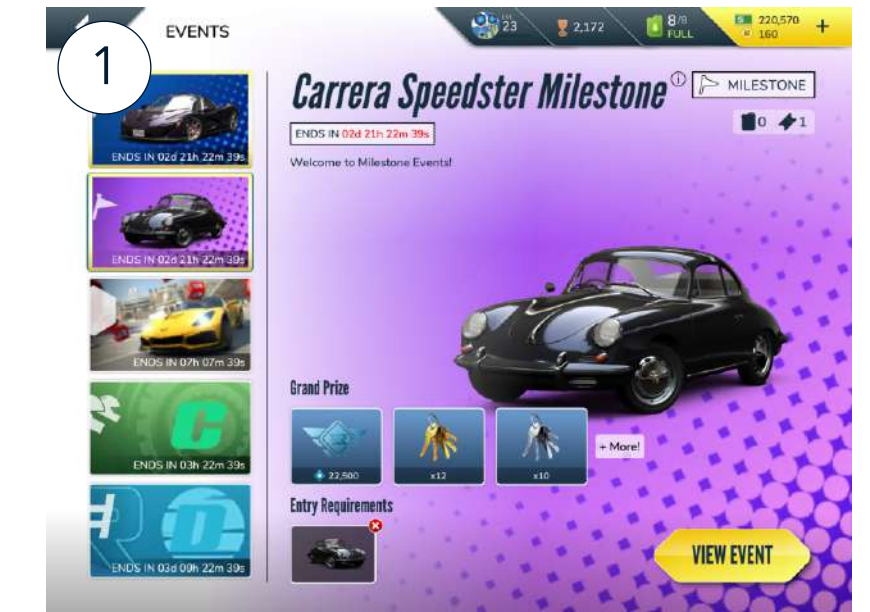 1
EVENTS
LVL
23
2,172
8/8
FULL
220,570
160
+
ENDS IN 02d 21h 22m 39s
ENDS IN 02d 21h 22m 39s
ENDS IN 07h 07m 39s
C
ENDS IN 03h 22m 39s
R D
ENDS IN 03d 00h 22m 39s
Carrera Speedster Milestone
MILESTONE
0 1
ENDS IN 02d 21h 22m 39s
Welcome to Milestone Events!
Grand Prize
22,500
x12
x10
+ More!
Entry Requirements
VIEW EVENT